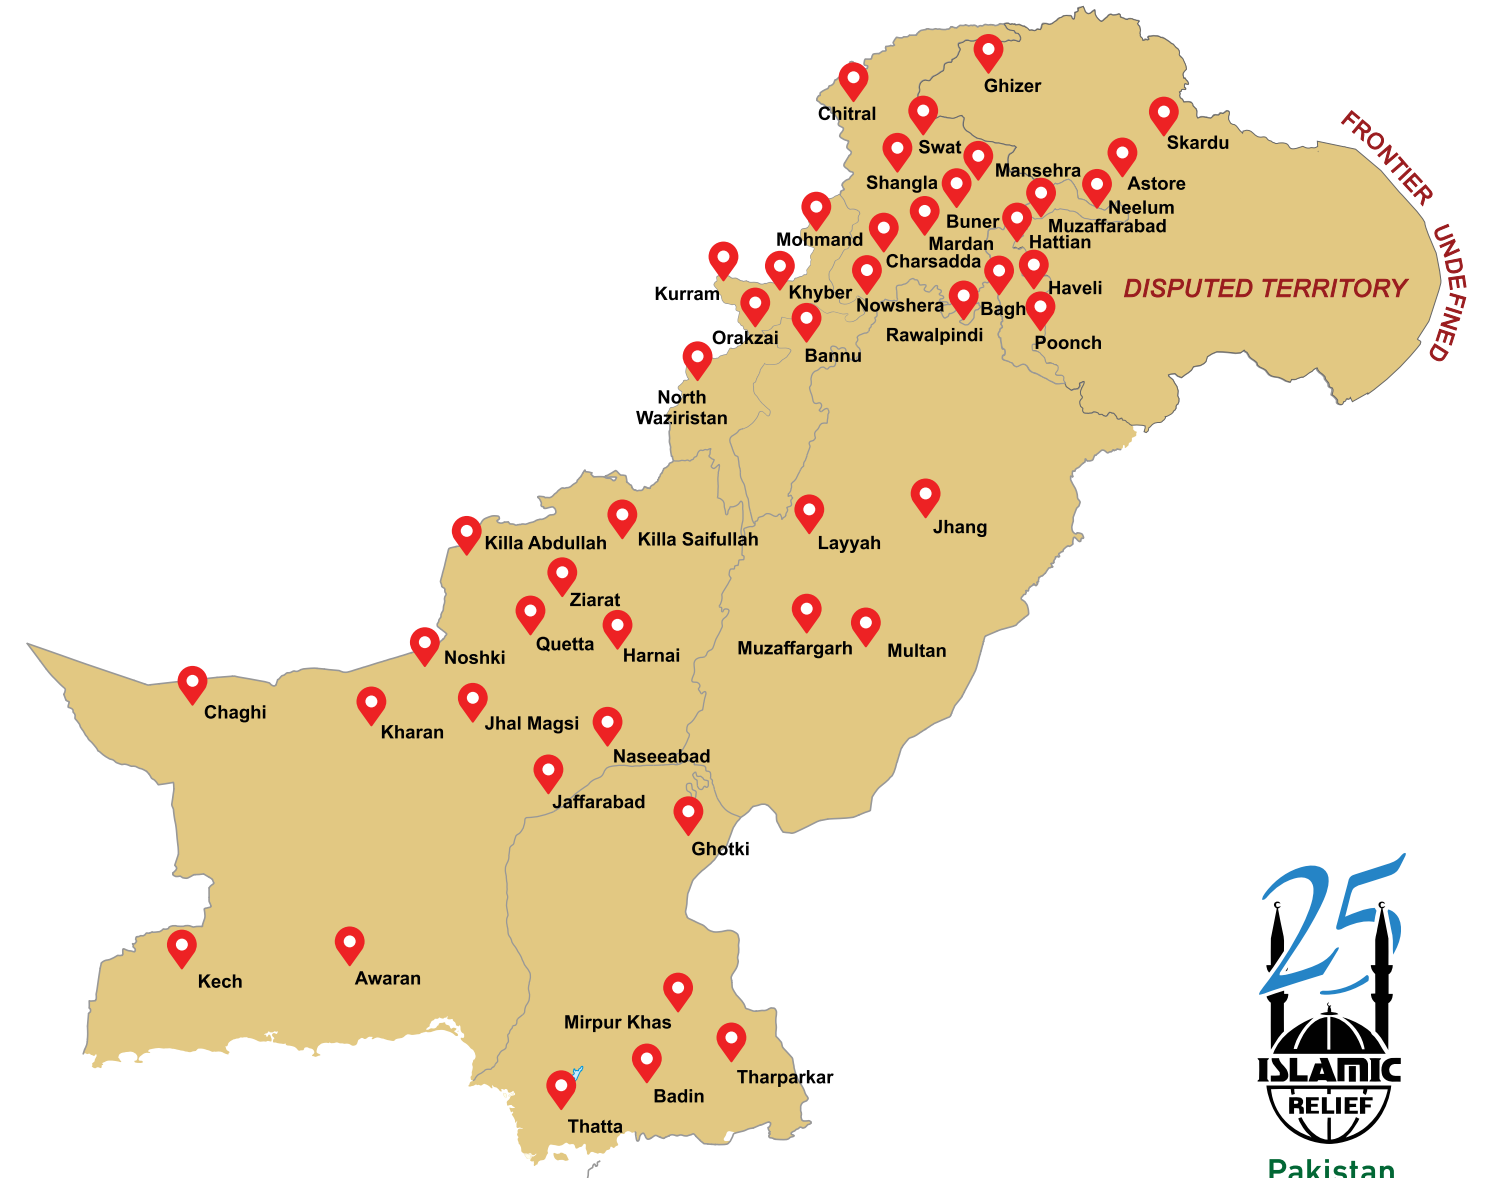 Ghizer
Chitral
Skardu
FRONTIER UNDEFINED
Swat
Mansehra
Shangla
Astore
Neelum
Buner
Muzaffarabad
Mohmand
Mardan
Hattian
Charsadda
DISPUTED TERRITORY
Haveli
Kurram
Khyber
Nowshera
Bagh
Rawalpindi
Orakzai
Poonch
Bannu
North
Waziristan
Jhang
Layyah
Killa Abdullah
Killa Saifullah
Ziarat
Quetta
Harnai
Muzaffargarh
Multan
Noshki
Chaghi
Kharan
Jhal Magsi
Naseeabad
Jaffarabad
Ghotki
Kech
Awaran
Mirpur Khas
Tharparkar
Badin
Thatta
25
ISLAMIC
RELIEF
Pakistan